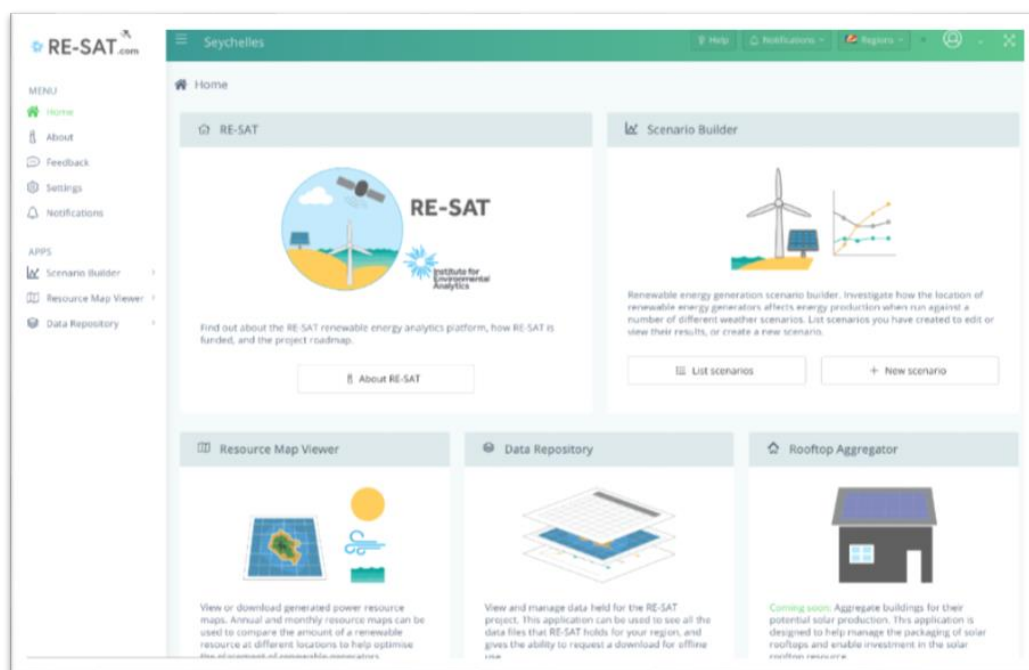 RE-SAT.com
Seychelles
Help
Notifications
Regions
MENU
Home
About
Feedback
Settings
Notifications
APPS
Scenario Builder
Resource Map Viewer
Data Repository
Home
RE-SAT
RE-SAT
Institute for
Environmental
Analytics
Find out about the RE-SAT renewable energy analytics platform, how RE-SAT is
funded, and the project roadmap.
About RE-SAT
Scenario Builder
Renewable energy generation scenario builder. Investigate how the location of
renewable energy generators affects energy production when run against a
number of different weather scenarios. List scenarios you have created to edit or
view their results, or create a new scenario.
List scenarios
+ New scenario
Resource Map Viewer
View or download generated power resource
maps. Annual and monthly resource maps can be
used to compare the amount of a renewable
resource at different locations to help optimise
the placement of renewable generators
Data Repository
View and manage data held for the RE-SAT
project. This application can be used to see all the
data files that RE-SAT holds for your region, and
gives the ability to request a download for offline
use.
Rooftop Aggregator
Coming soon: Aggregate buildings for their
potential solar production. This application is
designed to help manage the packaging of solar
rooftops and enable investment in the solar
rooftop resource.